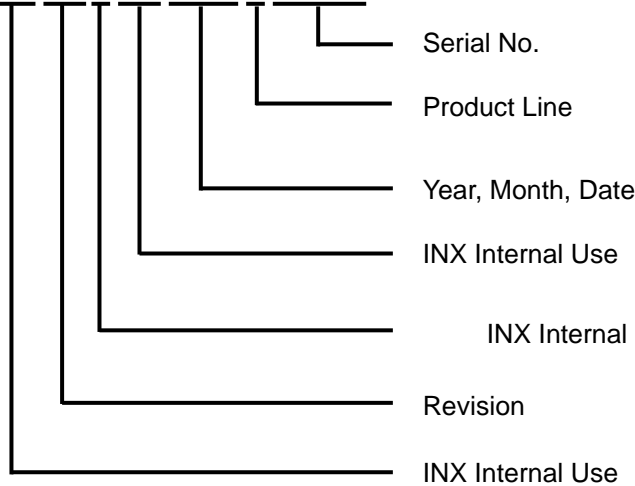 Serial No.
Product Line
Year, Month, Date
INX Internal Use
INX Internal
Revision
INX Internal Use